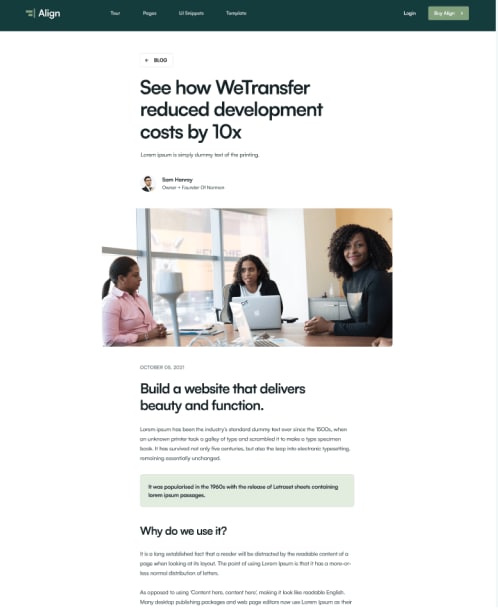 Align
Tour Pages UI Snippets Template
Login Buy Align
BLOG
See how WeTransfer
reduced development
costs by 10x
Lorem ipsum is simply dummy text of the printing.
Owner + Founder Of Norman
OCTOBER 05, 2021
Build a website that delivers
beauty and function.
Lorem ipsum has been the industry's standard dummy text ever since the 1500s, when
an unknown printer took a galley of type and scrambled it to make a type specimen
book. It has survived not only five centuries, but also the leap into electronic typesetting,
remaining essentially unchanged.
It was popularised in the 1960s with the release of Letraset sheets containing
lorem ipsum passages.
Why do we use it?
It is a long established fact that a reader will be distracted by the readable content of a
page when looking at its layout. The point of using Lorem Ipsum is that it has a more-or-
less normal distribution of letters.
As opposed to using 'Content here, content here', making it look like readable English.
Many desktop publishing packages and web page editors now use Lorem Ipsum as their